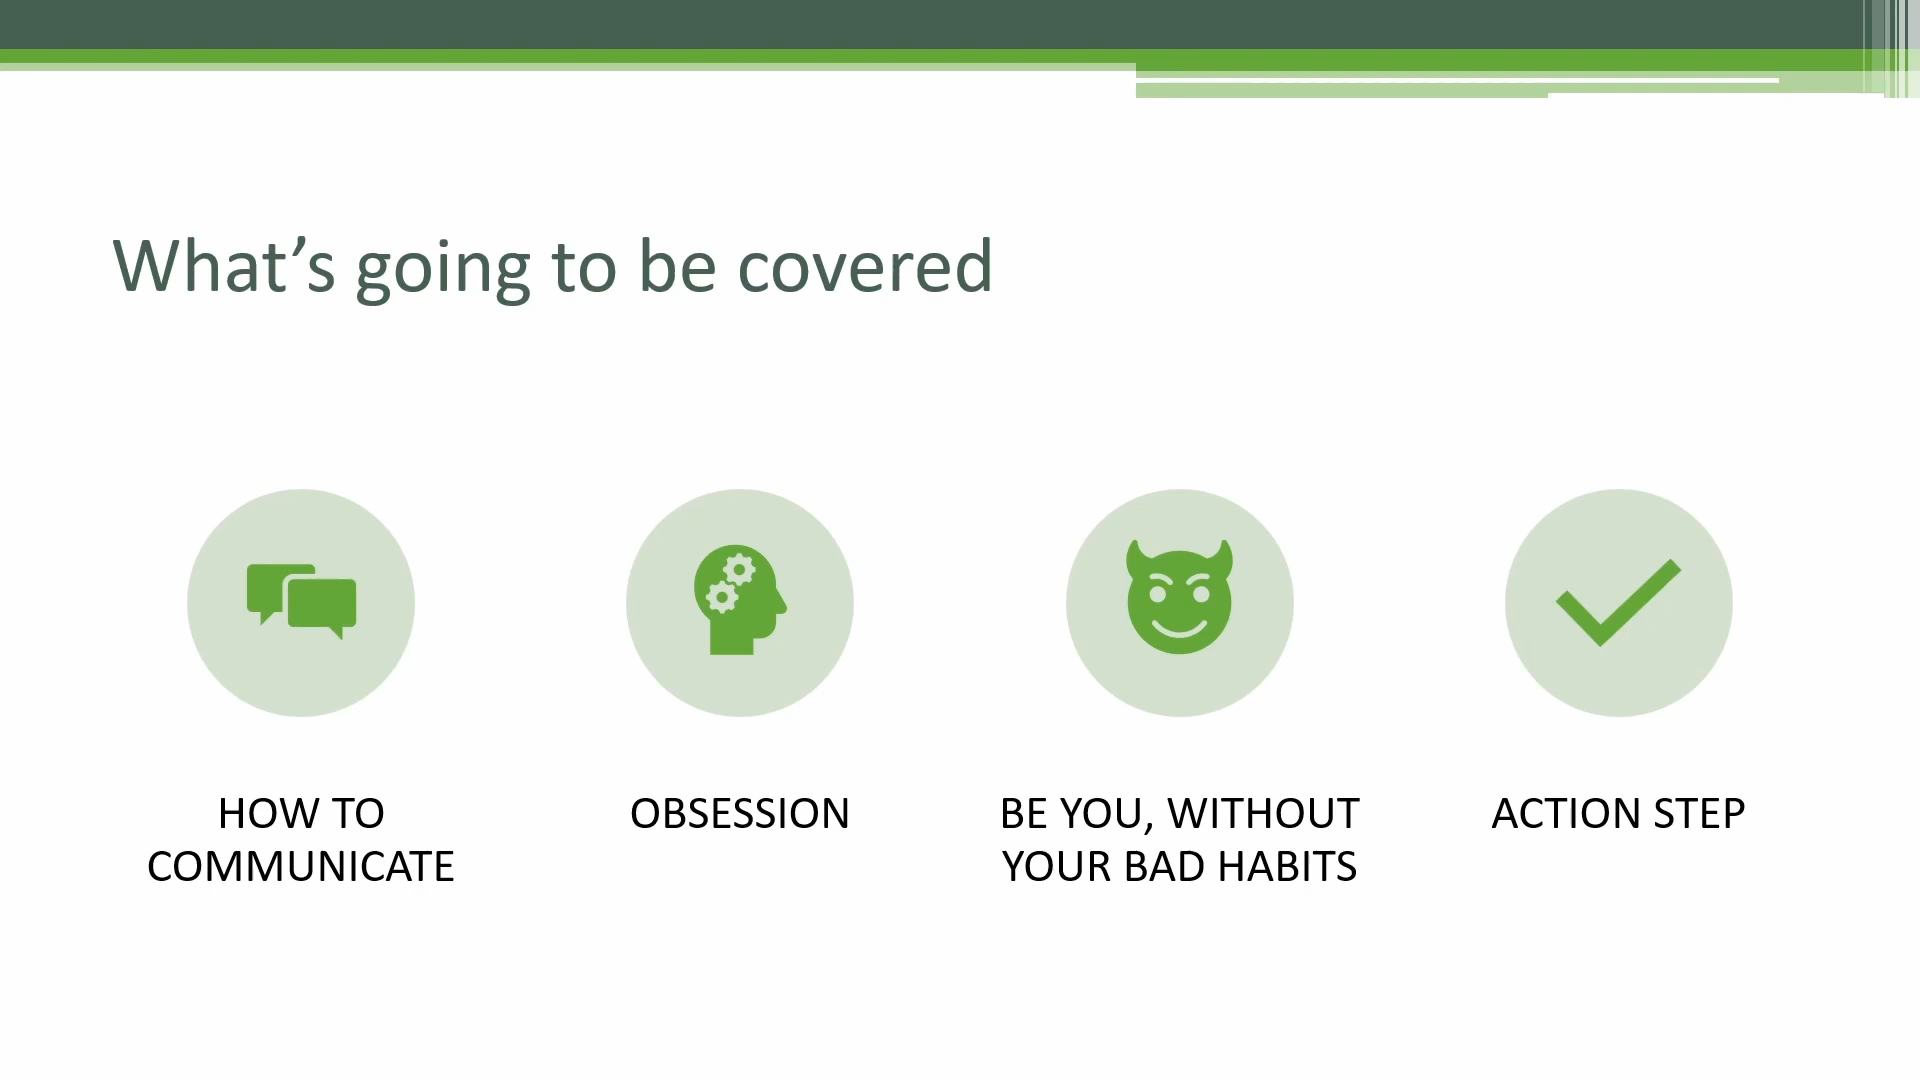 What’s going to be covered
HOW TO
COMMUNICATE
OBSESSION
BE YOU, WITHOUT
YOUR BAD HABITS
ACTION STEP